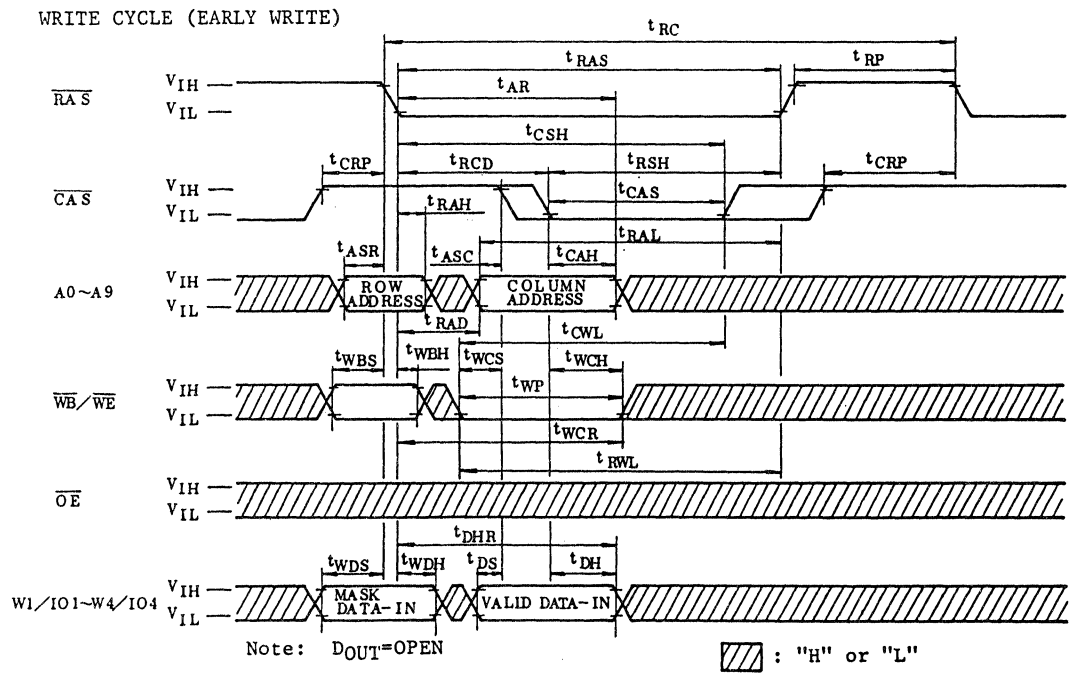 WRITE CYCLE (EARLY WRITE)
tRC
tRAS
tRP
tAR
RAS
VIH
VIL
tCSH
tCRP
tRCD
tRSH
tCRP
CAS
VIH
VIL
tRAH
tCAS
tRAL
tASR
tASC
tCAH
A0~A9
VIH
VIL
ROW ADDRESS
COLUMN ADDRESS
tRAD
tCWL
tWBS
tWBH
tWCS
tWCH
WB/WE
VIH
VIL
tWP
tWCR
tRWL
OE
VIH
VIL
tDHR
tWDS
tWDH
tDS
tDH
W1/IO1~W4/IO4
VIH
VIL
MASK DATA-IN
VALID DATA-IN
Note: DOUT=OPEN
: "H" or "L"